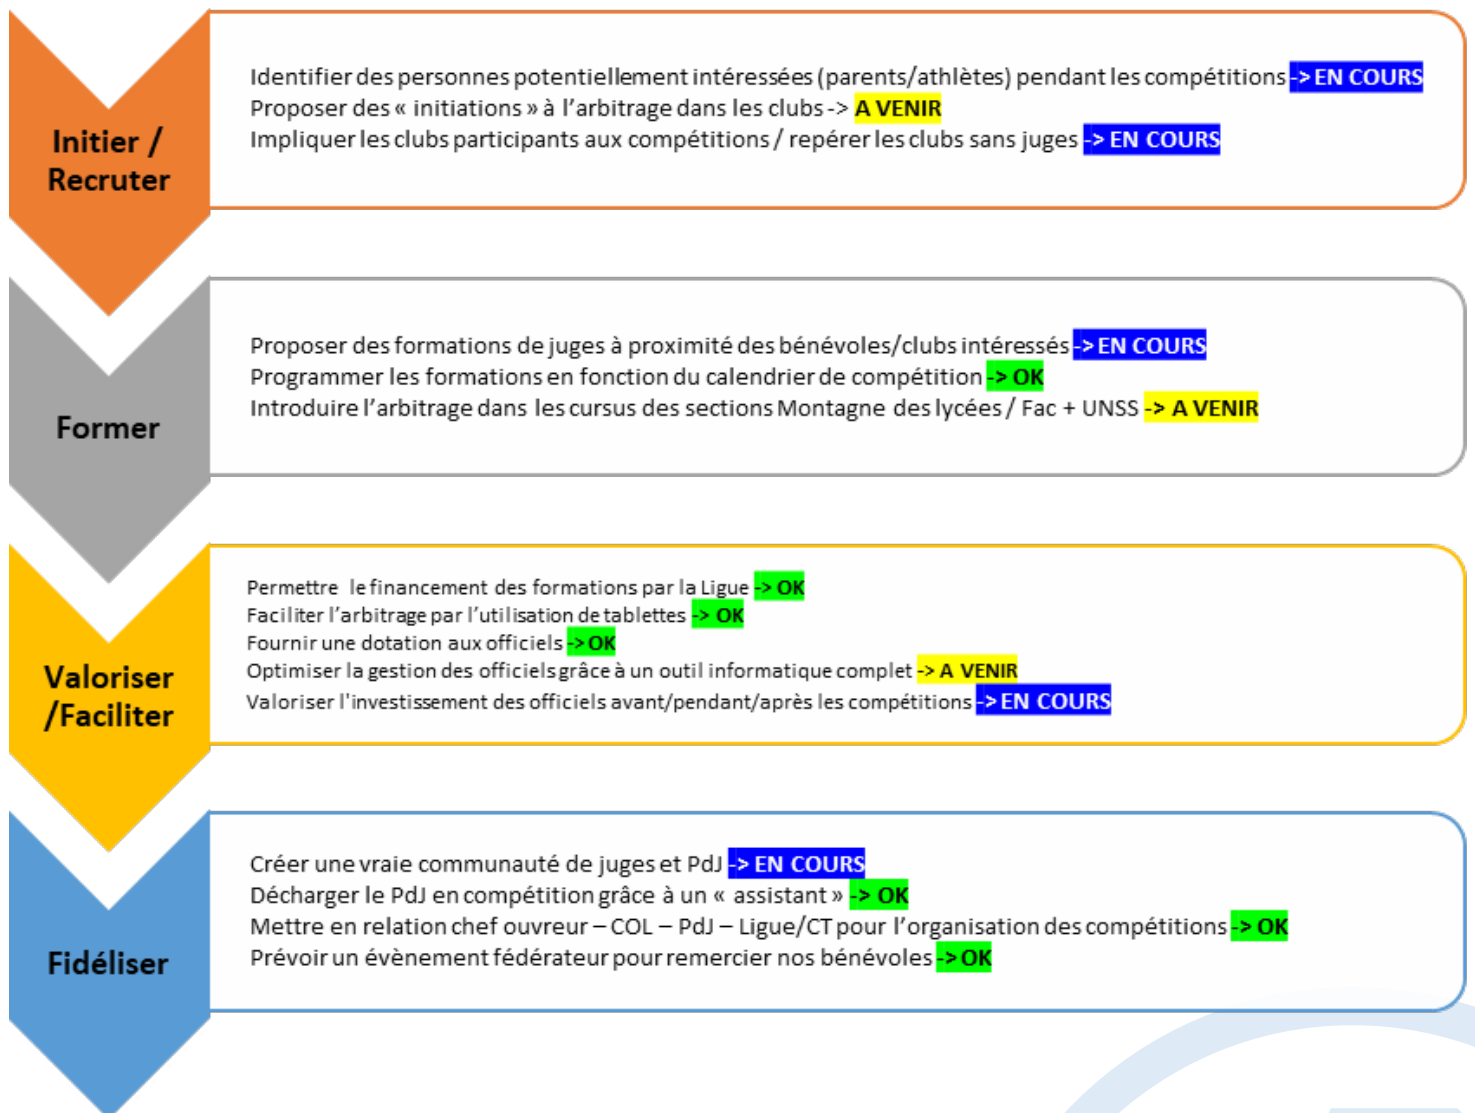 Initier /
Recruter
Identifier des personnes potentiellement intéressées (parents/athlètes) pendant les compétitions -> EN COURS
Proposer des « initiations » à l'arbitrage dans les clubs -> A VENIR
Impliquer les clubs participants aux compétitions / repérer les clubs sans juges -> EN COURS
Former
Proposer des formations de juges à proximité des bénévoles/clubs intéressés -> EN COURS
Programmer les formations en fonction du calendrier de compétition -> OK
Introduire l'arbitrage dans les cursus des sections Montagne des lycées / Fac + UNSS -> A VENIR
Valoriser
/Faciliter
Permettre le financement des formations par la Ligue -> OK
Faciliter l'arbitrage par l'utilisation de tablettes -> OK
Fournir une dotation aux officiels -> OK
Optimiser la gestion des officiels grâce à un outil informatique complet -> A VENIR
Valoriser l'investissement des officiels avant/pendant/après les compétitions -> EN COURS
Fidéliser
Créer une vraie communauté de juges et PdJ -> EN COURS
Décharger le PdJ en compétition grâce à un « assistant » -> OK
Mettre en relation chef ouvreur – COL – PdJ – Ligue/CT pour l'organisation des compétitions -> OK
Prévoir un évènement fédérateur pour remercier nos bénévoles -> OK